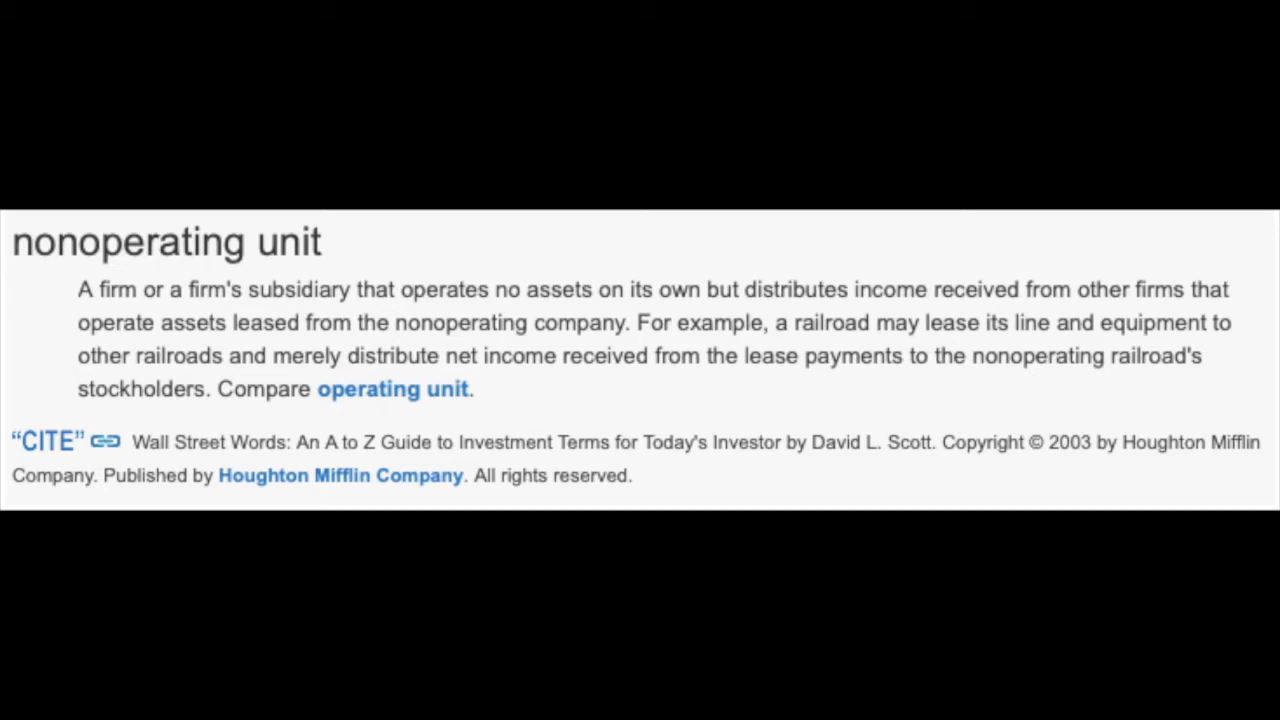 nonoperating unit
A firm or a firm's subsidiary that operates no assets on its own but distributes income received from other firms that
operate assets leased from the nonoperating company. For example, a railroad may lease its line and equipment to
other railroads and merely distribute net income received from the lease payments to the nonoperating railroad's
stockholders. Compare operating unit.
“CITE” Wall Street Words: An A to Z Guide to Investment Terms for Today's Investor by David L. Scott. Copyright © 2003 by Houghton Mifflin
Company. Published by Houghton Mifflin Company. All rights reserved.